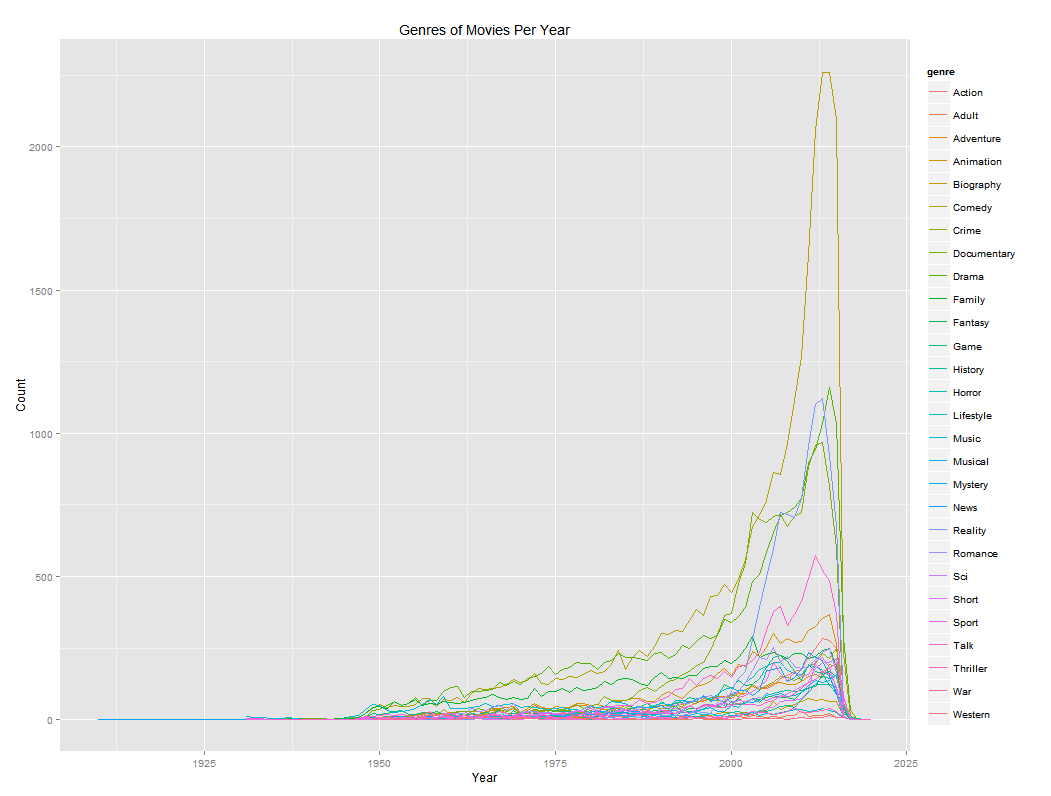 Genres of Movies Per Year
Count
2000
1500
1000
500
0
1925
1950
1975
2000
2025
Year
genre
Action
Adult
Adventure
Animation
Biography
Comedy
Crime
Documentary
Drama
Family
Fantasy
Game
History
Horror
Lifestyle
Music
Musical
Mystery
News
Reality
Romance
Sci
Short
Sport
Talk
Thriller
War
Western